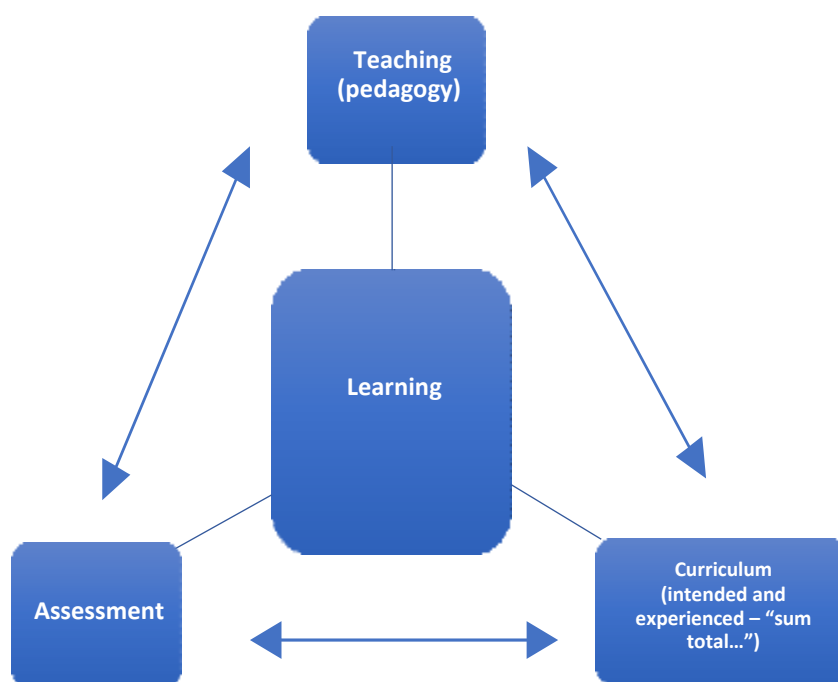 Teaching
(pedagogy)
Learning
Assessment
Curriculum
(intended and
experienced – “sum
total…”)